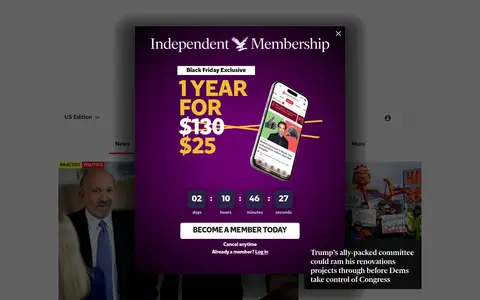 Independent Membership
Black Friday Exclusive
1 YEAR
FOR
$130
$25
02 : 10 : 46 : 27
days hours minutes seconds
BECOME A MEMBER TODAY
Cancel anytime
Already a member? Log in
US Edition
News
More
ANALYSIS POLITICS
Trump's ally-packed committee
could ram his renovations
projects through before Dems
take control of Congress